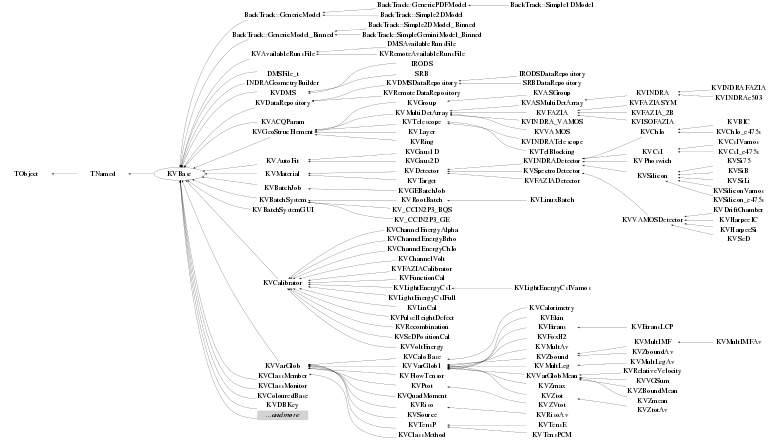 TObject
TNamed
KVBase
BackTrack::GenericModel
BackTrack::GenericPDFModel
BackTrack::Simple1DModel
BackTrack::Simple2DModel
BackTrack::GenericModel_Binned
BackTrack::Simple2DModel_Binned
BackTrack::SimpleGeminiModel_Binned
KVAvailableRunsFile
DMSAvailableRunsFile
KVRemoteAvailableRunsFile
DMSFile_t
INDRAGeometryBuilder
KVDMS
IRODS
SRB
KVDataRepository
KVDMSDataRepository
IRODSDataRepository
SRBDataRepository
KVRemoteDataRepository
KVACQParam
KVGeoStrucElement
KVGroup
KVASGroup
KVMultiDetArray
KVASMultiDetArray
KVINDRA
KVINDRAFAZIA
KVINDRAe503
KVFAZIASYM
KVFAZIA
KVFAZIA_2B
KVISOFAZIA
KVINDRA_VAMOS
KVVAMOS
KVTelescope
KVINDRATelescope
KVTelBlocking
KVLayer
KVRing
KVAutoFit
KVGaus1D
KVGaus2D
KVMaterial
KVDetector
KVINDRADetector
KVChIo
KVBIC
KVChIo_e475s
KVCsI
KVCsIVamos
KVCsI_e475s
KVPhoswich
KVSilicon
KVSi75
KVSiB
KVSiLi
KVSiliconVamos
KVSilicon_e475s
KVSpectroDetector
KVVAMOSDetector
KVDriftChamber
KVHarpeeIC
KVHarpeeSi
KVSeD
KVFAZIADetector
KVTarget
KVBatchJob
KVGEBatchJob
KVBatchSystem
KVRootBatch
KVLinuxBatch
KV_CCIN2P3_BQS
KV_CCIN2P3_GE
KVBatchSystemGUI
KVCalibrator
KVChannelEnergyAlpha
KVChannelEnergyBrho
KVChannelEnergyChIo
KVChannelVolt
KVFAZIACalibrator
KVFunctionCal
KVLightEnergyCsI
KVLightEnergyCsIVamos
KVLightEnergyCsIFull
KVLinCal
KVPulseHeightDefect
KVRecombination
KVSeDPositionCal
KVVoltEnergy
KVVarGlob
KVCaloBase
KVCalorimetry
KVVarGlob1
KVEkin
KVEtrans
KVEtransLCP
KVFoxH2
KVMultAv
KVZbound
KVMultIMF
KVMultIMFAv
KVZboundAv
KVMultLeg
KVMultLegAv
KVVarGlobMean
KVRelativeVelocity
KVGSum
KVZBoundMean
KVZmean
KVZtotAv
KVZmax
KVZtot
KVZVtot
KVFlowTensor
KVPtot
KVQuadMoment
KVRiso
KVRisoAv
KVSource
KVTensP
KVTensE
KVTensPCM
KVClassMember
KVClassMethod
KVClassMonitor
KVColouredBase
KVDBKey
...and more